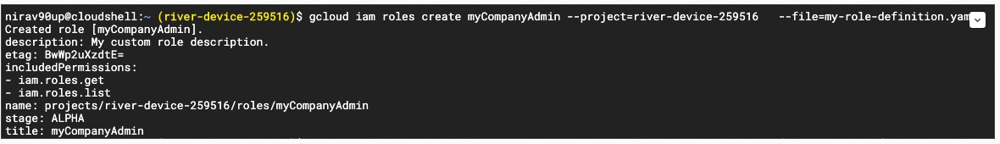 nirav90up@cloudshell:~ (river-device-259516)$ gcloud iam roles create myCompanyAdmin --project=river-device-259516   --file=my-role-definition.yam
Created role [myCompanyAdmin].
description: My custom role description.
etag: BwWp2uXzdtE=
includedPermissions:
- iam.roles.get
- iam.roles.list
name: projects/river-device-259516/roles/myCompanyAdmin
stage: ALPHA
title: myCompanyAdmin